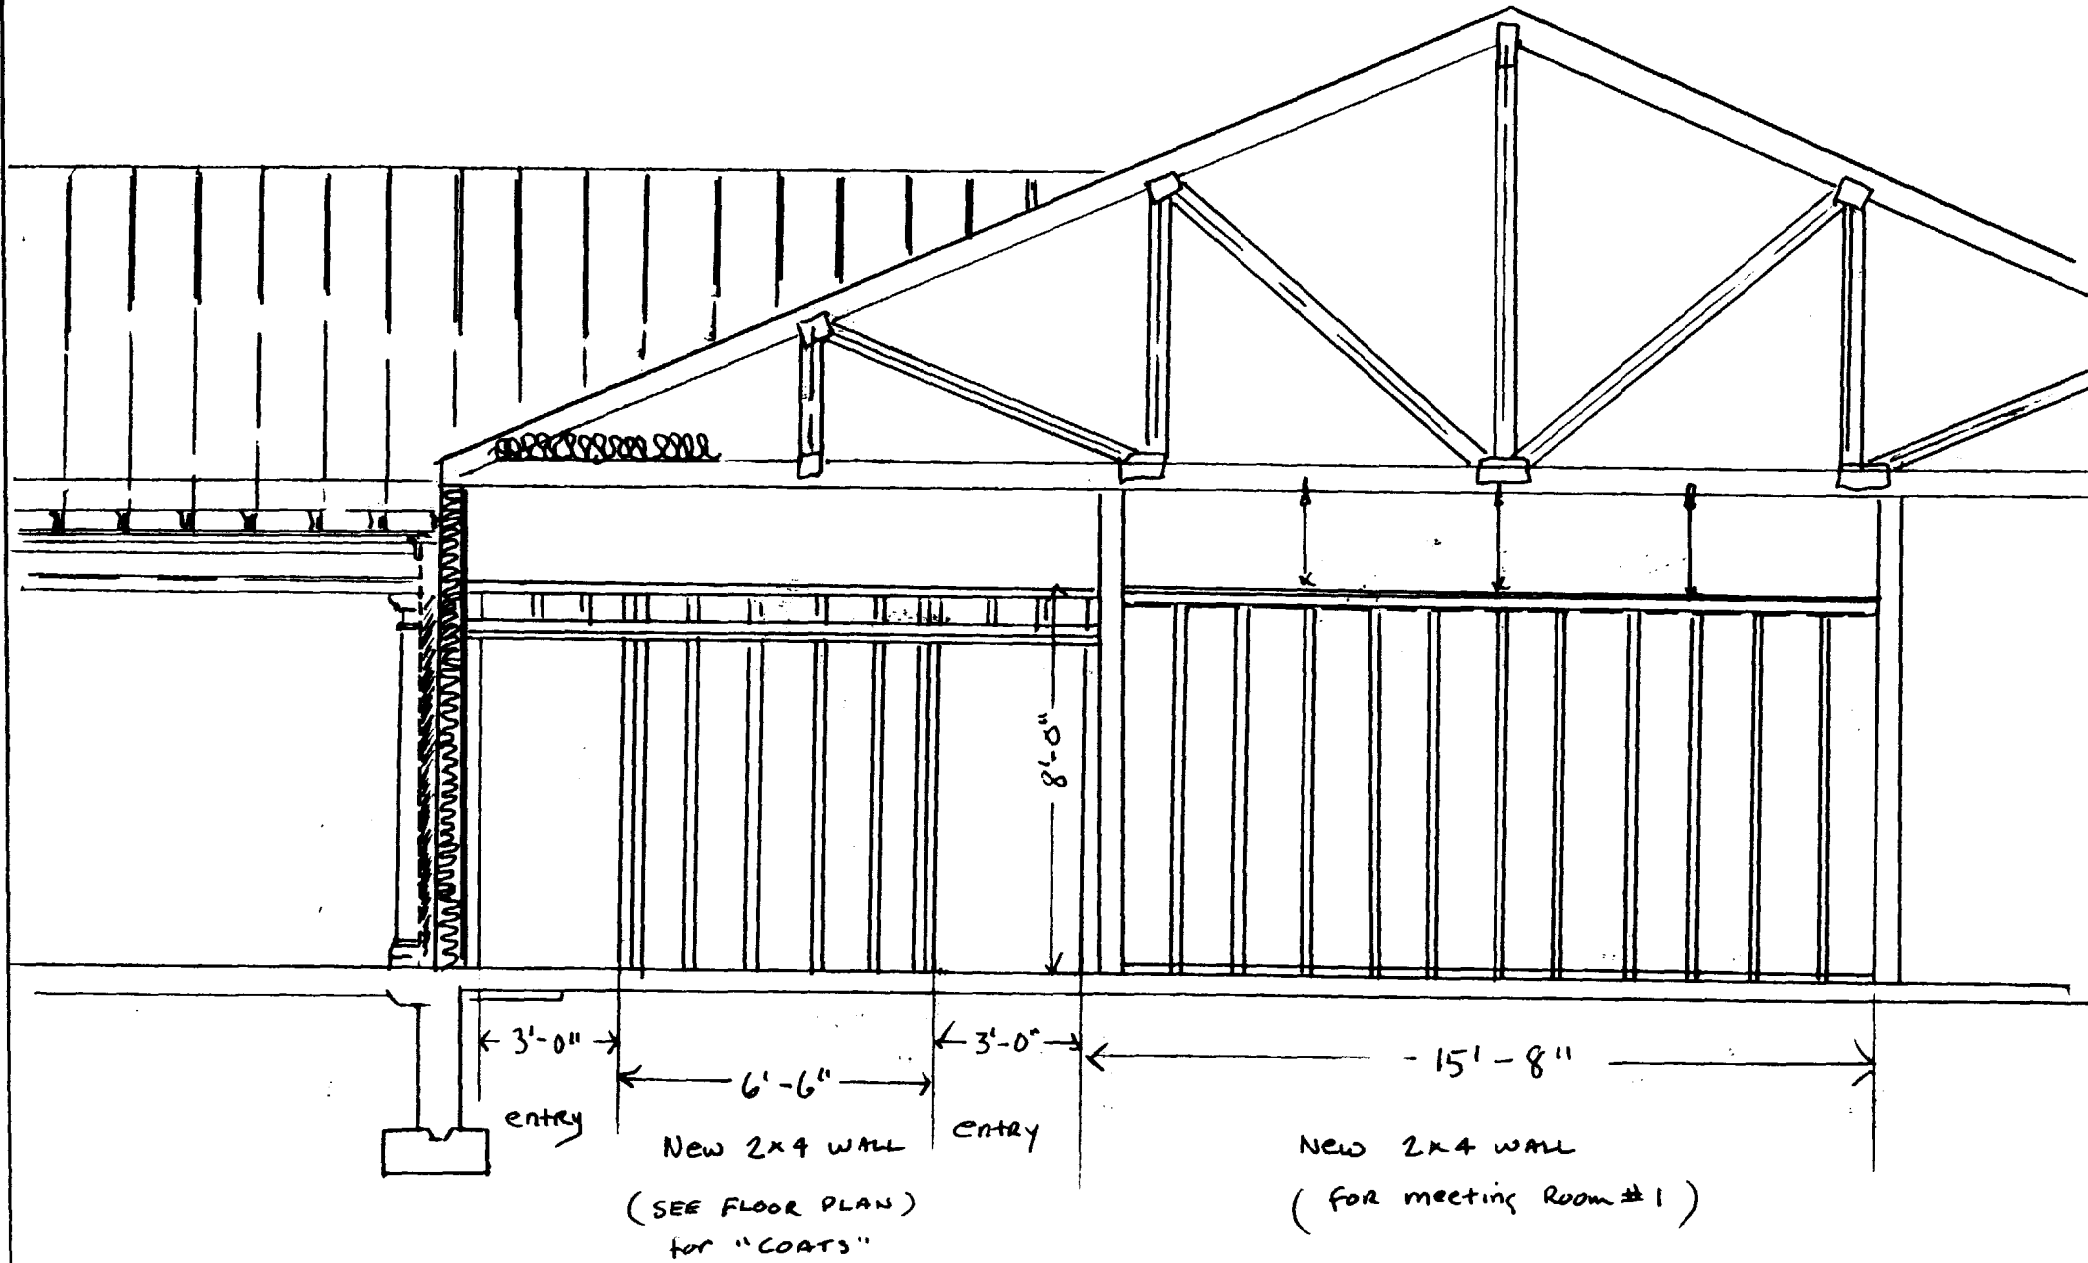 8'-0"
3'-0"
3'-0"
- 15' - 8"
6'-6"
entry
entry
New 2x4 WALL
(SEE FLOOR PLAN)
for "COATS"
New 2x4 WALL
(for meeting Room #1)